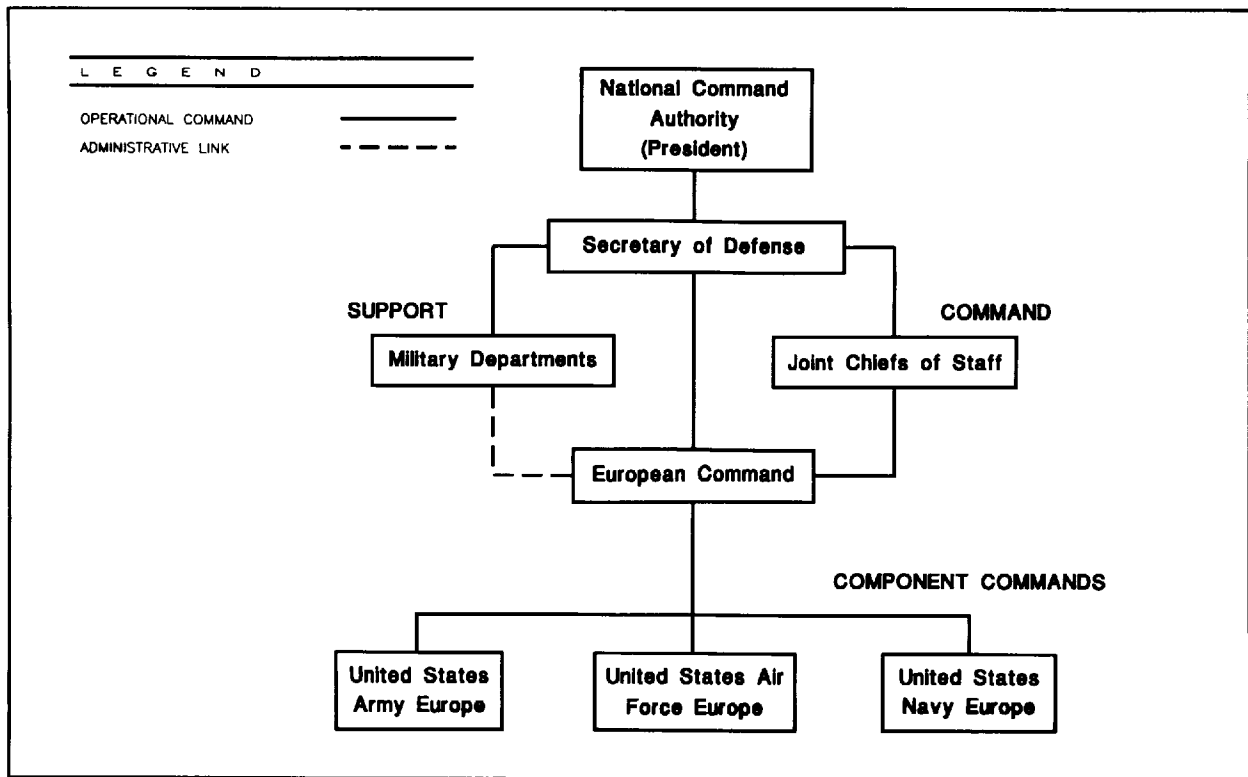 L E G E N D
OPERATIONAL COMMAND
ADMINISTRATIVE LINK
National Command
Authority
(President)
Secretary of Defense
SUPPORT
COMMAND
Military Departments
Joint Chiefs of Staff
European Command
COMPONENT COMMANDS
United States
Army Europe
United States Air
Force Europe
United States
Navy Europe